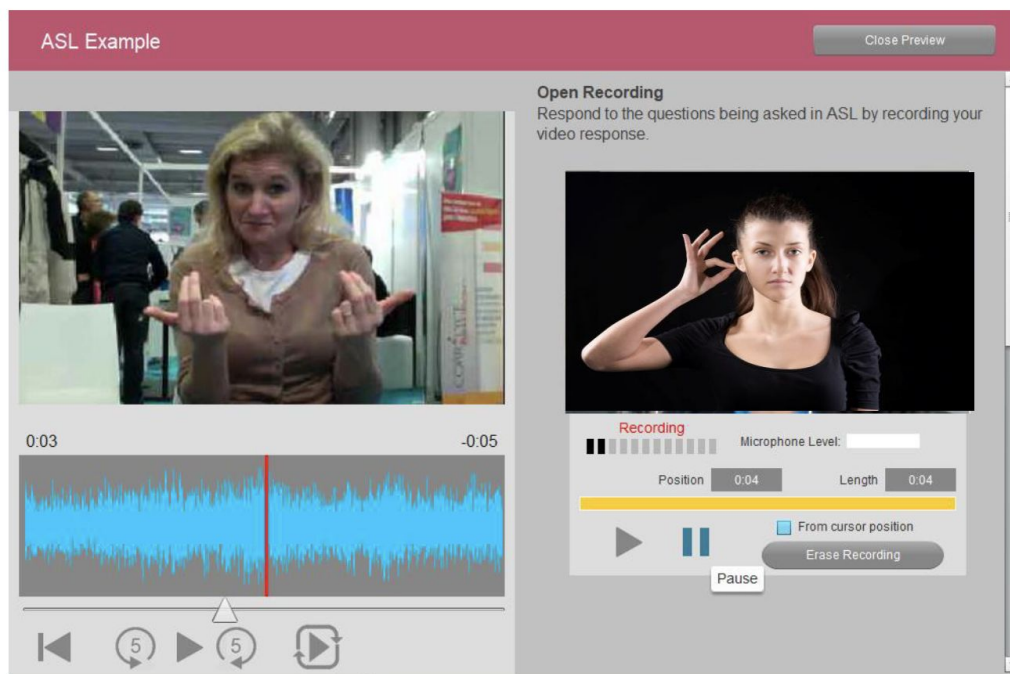 ASL Example
Close Preview
Open Recording
Respond to the questions being asked in ASL by recording your
video response.
0:03
-0:05
Recording
Microphone Level:
Position
0:04
Length
0:04
From cursor position
Erase Recording
Pause
5
5